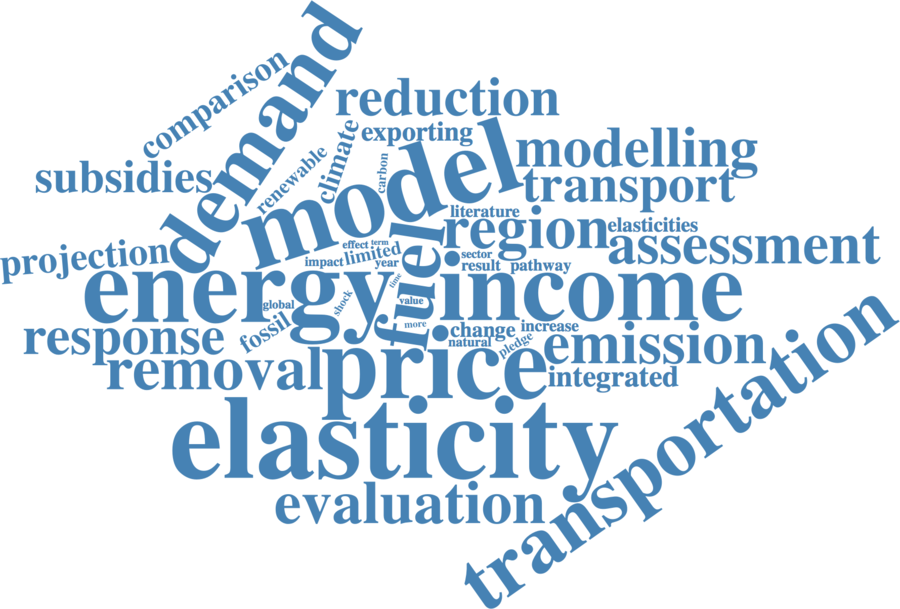 demand
comparison
reduction
exporting
climate
carbon
renewable
subsidies
model
modelling
transport
literature
region
elasticities
assessment
projection
effect
term
limited
impact
year
sector
result
pathway
fuel
energy
income
time
value
shock
global
more
fossil
response
change
increase
natural
pledge
emission
removal
price
integrated
transportation
elasticity
evaluation